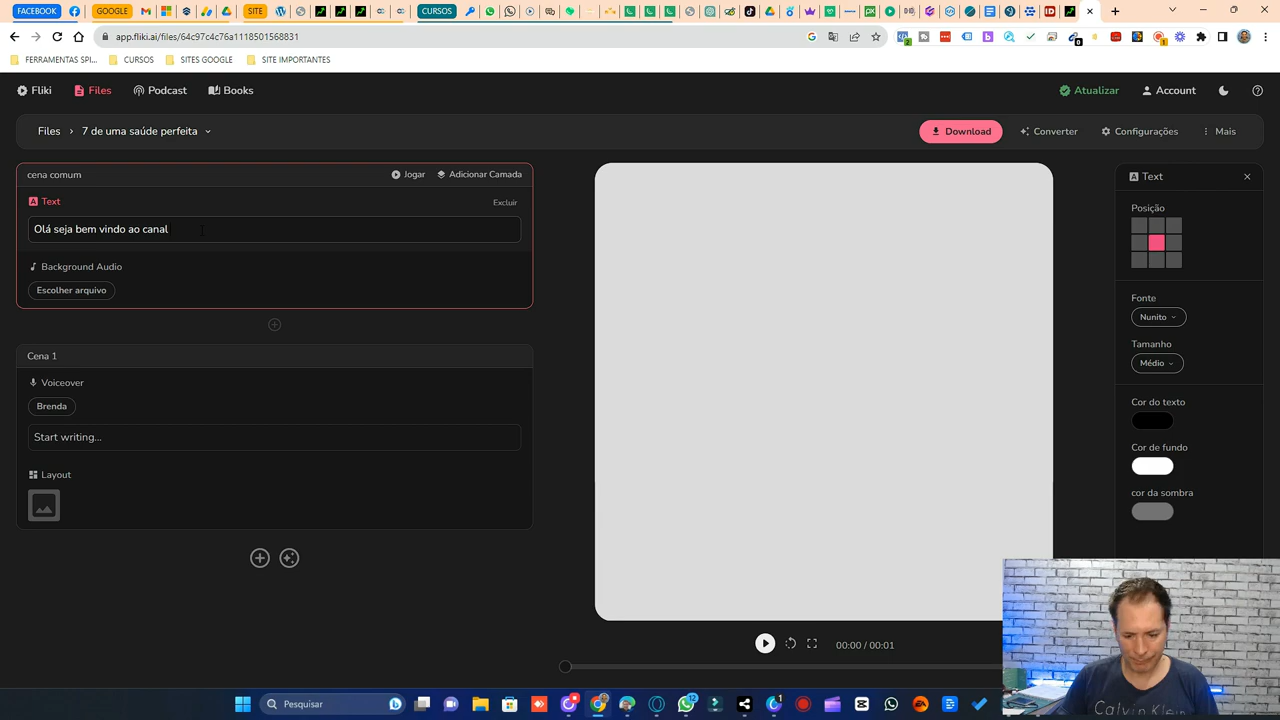 FACEBOOK
GOOGLE
SITE
CURSOS
app.fliki.ai/files/64c97c4c76a1118501568831
FERRAMENTAS SPI...
CURSOS
SITES GOOGLE
SITE IMPORTANTES
Fliki
Files
Podcast
Books
Atualizar
Account
Files > 7 de uma saúde perfeita
Download
Converter
Configurações
Mais
cena comum
Jogar
Adicionar Camada
Text
Excluir
Olá seja bem vindo ao canal
Background Audio
Escolher arquivo
Cena 1
Voiceover
Brenda
Start writing...
Layout
00:00 / 00:01
Text
Posição
Fonte
Nunito
Tamanho
Médio
Cor do texto
Cor de fundo
cor da sombra
Calvin Klein
Pesquisar
12